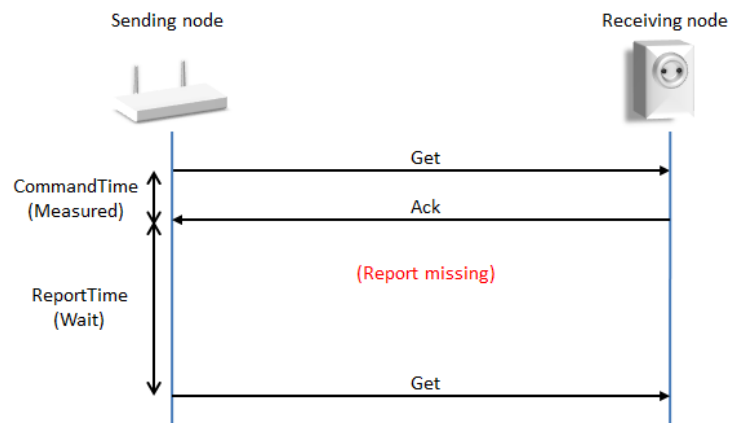 Sending node
Receiving node
Get
CommandTime
(Measured)
Ack
(Report missing)
ReportTime
(Wait)
Get